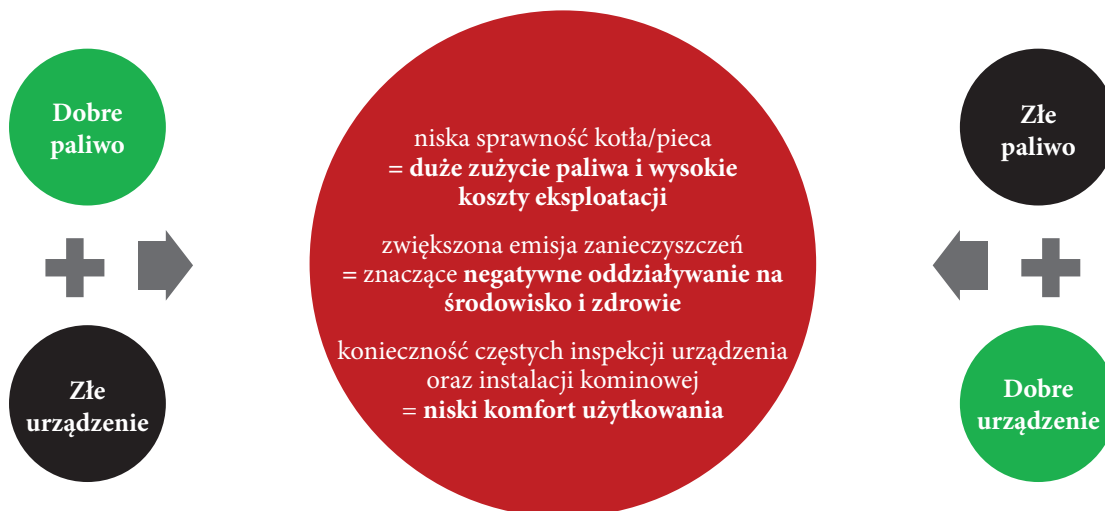 Dobre
paliwo
Złe
urządzenie
niska sprawność kotła/pieca
= duże zużycie paliwa i wysokie
koszty eksploatacji
zwiększona emisja zanieczyszczeń
= znaczące negatywne oddziaływanie na
środowisko i zdrowie
konieczność częstych inspekcji urządzenia
oraz instalacji kominowej
= niski komfort użytkowania
Złe
paliwo
Dobre
urządzenie